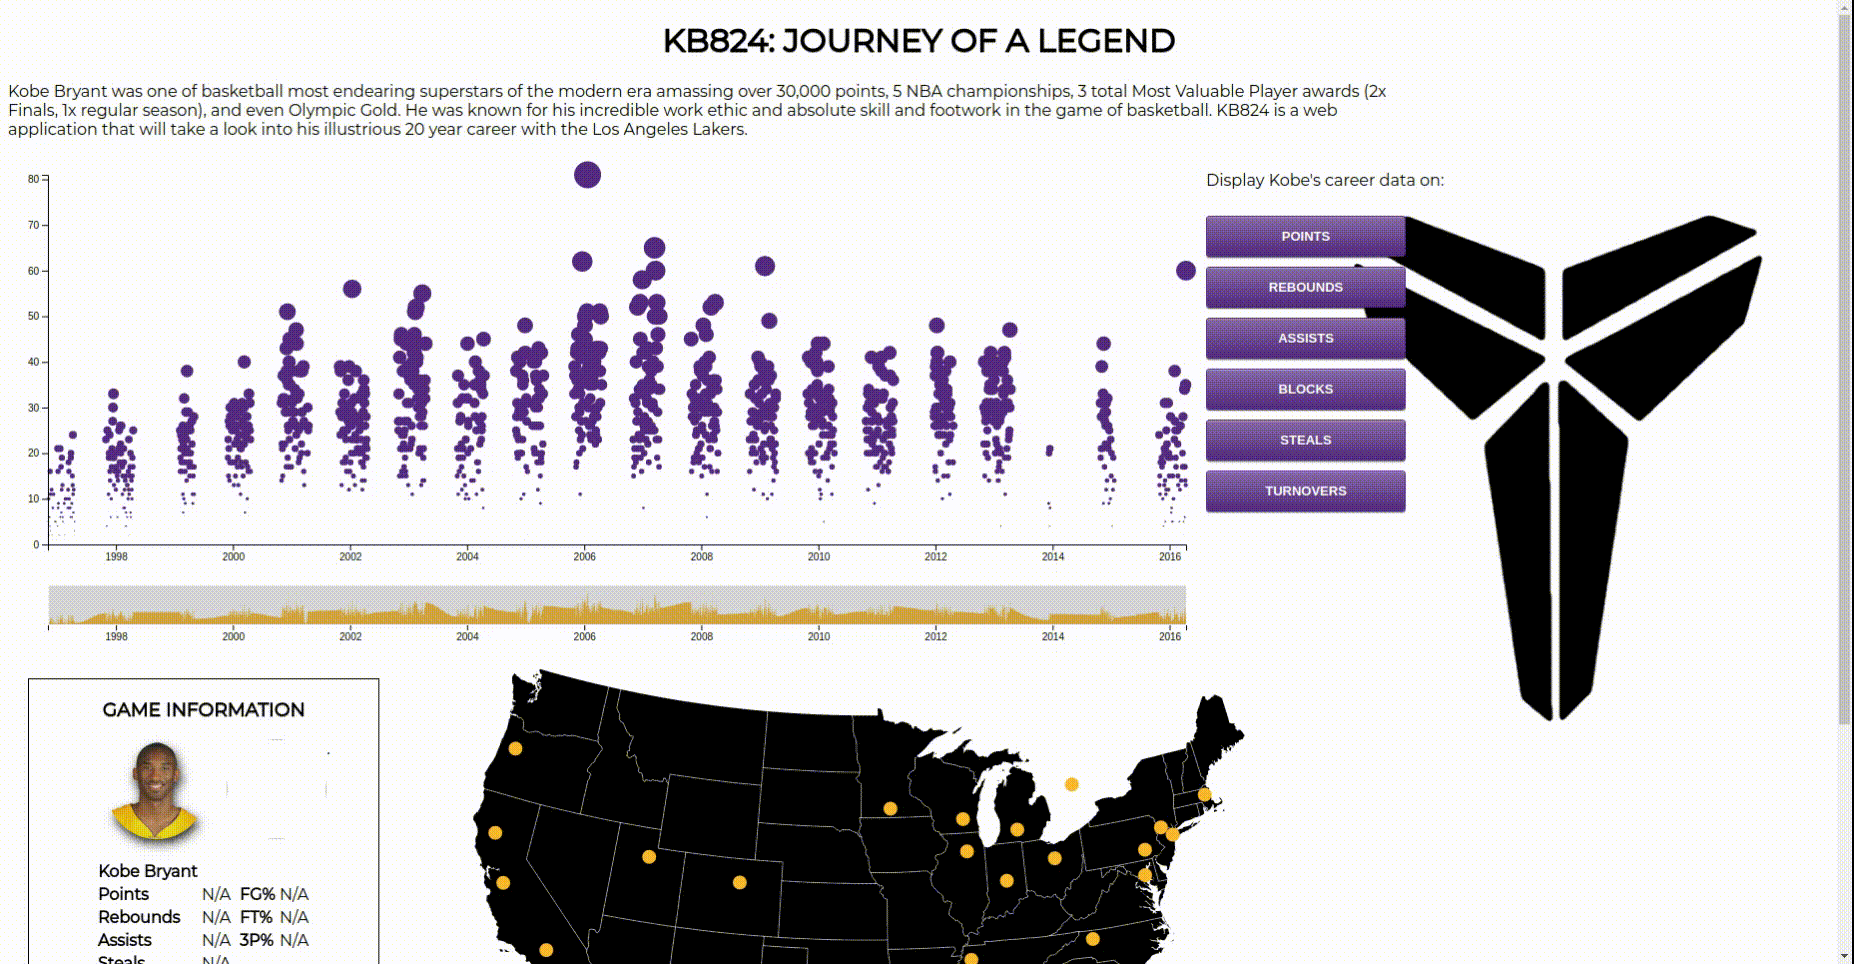 KB824: JOURNEY OF A LEGEND
Kobe Bryant was one of basketball most endearing superstars of the modern era amassing over 30,000 points, 5 NBA championships, 3 total Most Valuable Player awards (2x
Finals, 1x regular season), and even Olympic Gold. He was known for his incredible work ethic and absolute skill and footwork in the game of basketball. KB824 is a web
application that will take a look into his illustrious 20 year career with the Los Angeles Lakers.
80
70
60
50
40
30
20
10
0
1998 2000 2002 2004 2006 2008 2010 2012 2014 2016
1998 2000 2002 2004 2006 2008 2010 2012 2014 2016
Display Kobe's career data on:
POINTS
REBOUNDS
ASSISTS
BLOCKS
STEALS
TURNOVERS
GAME INFORMATION
Kobe Bryant
Points N/A FG% N/A
Rebounds N/A FT% N/A
Assists N/A 3P% N/A
Steals N/A